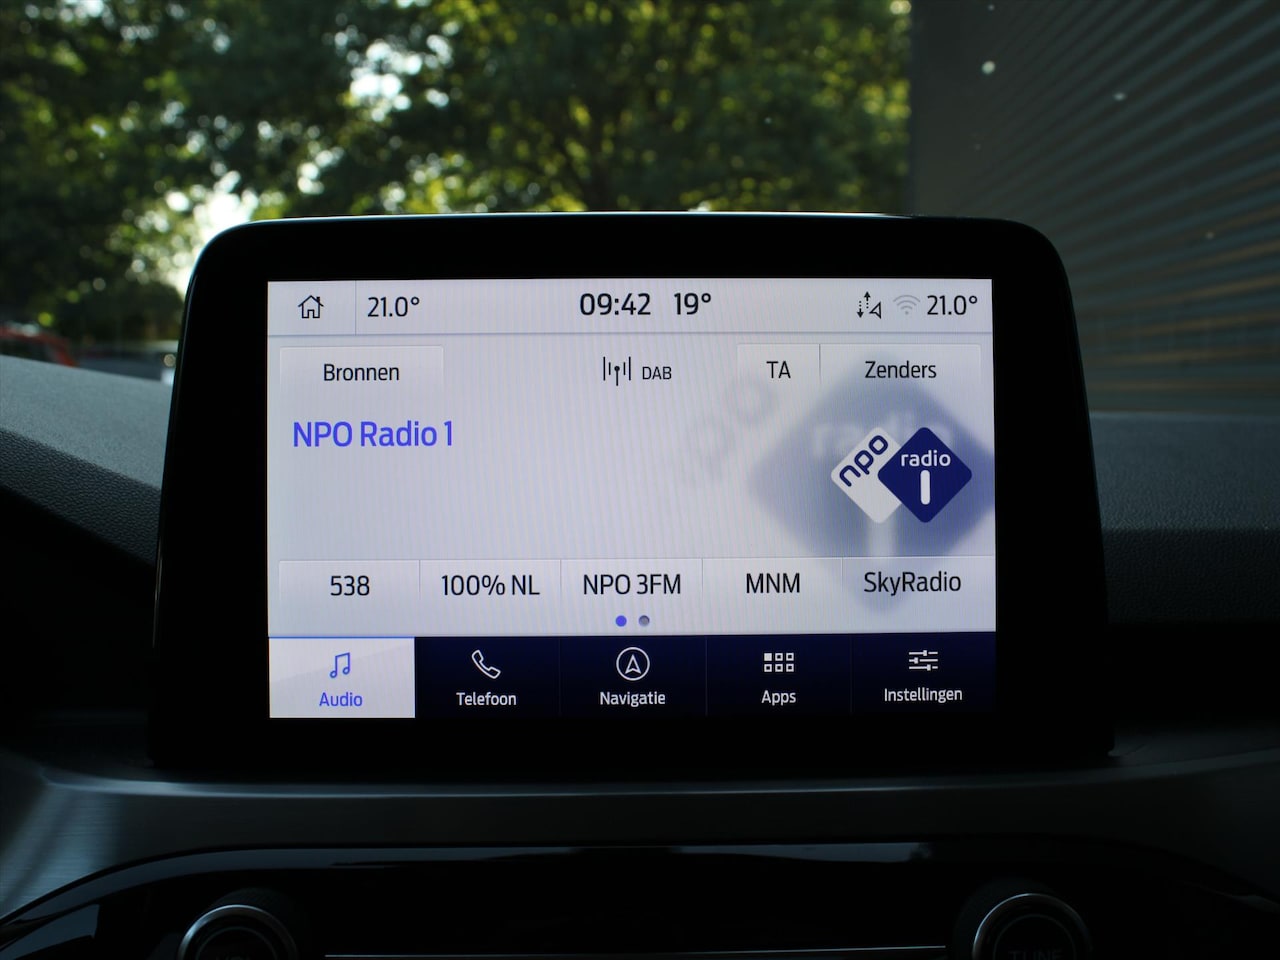 21.0° 09:42 19° 21.0°
Bronnen DAB TA Zenders
NPO Radio 1
npo radio 1
538 100% NL NPO 3FM MNM SkyRadio
Audio Telefoon Navigatie Apps Instellingen
TUNE